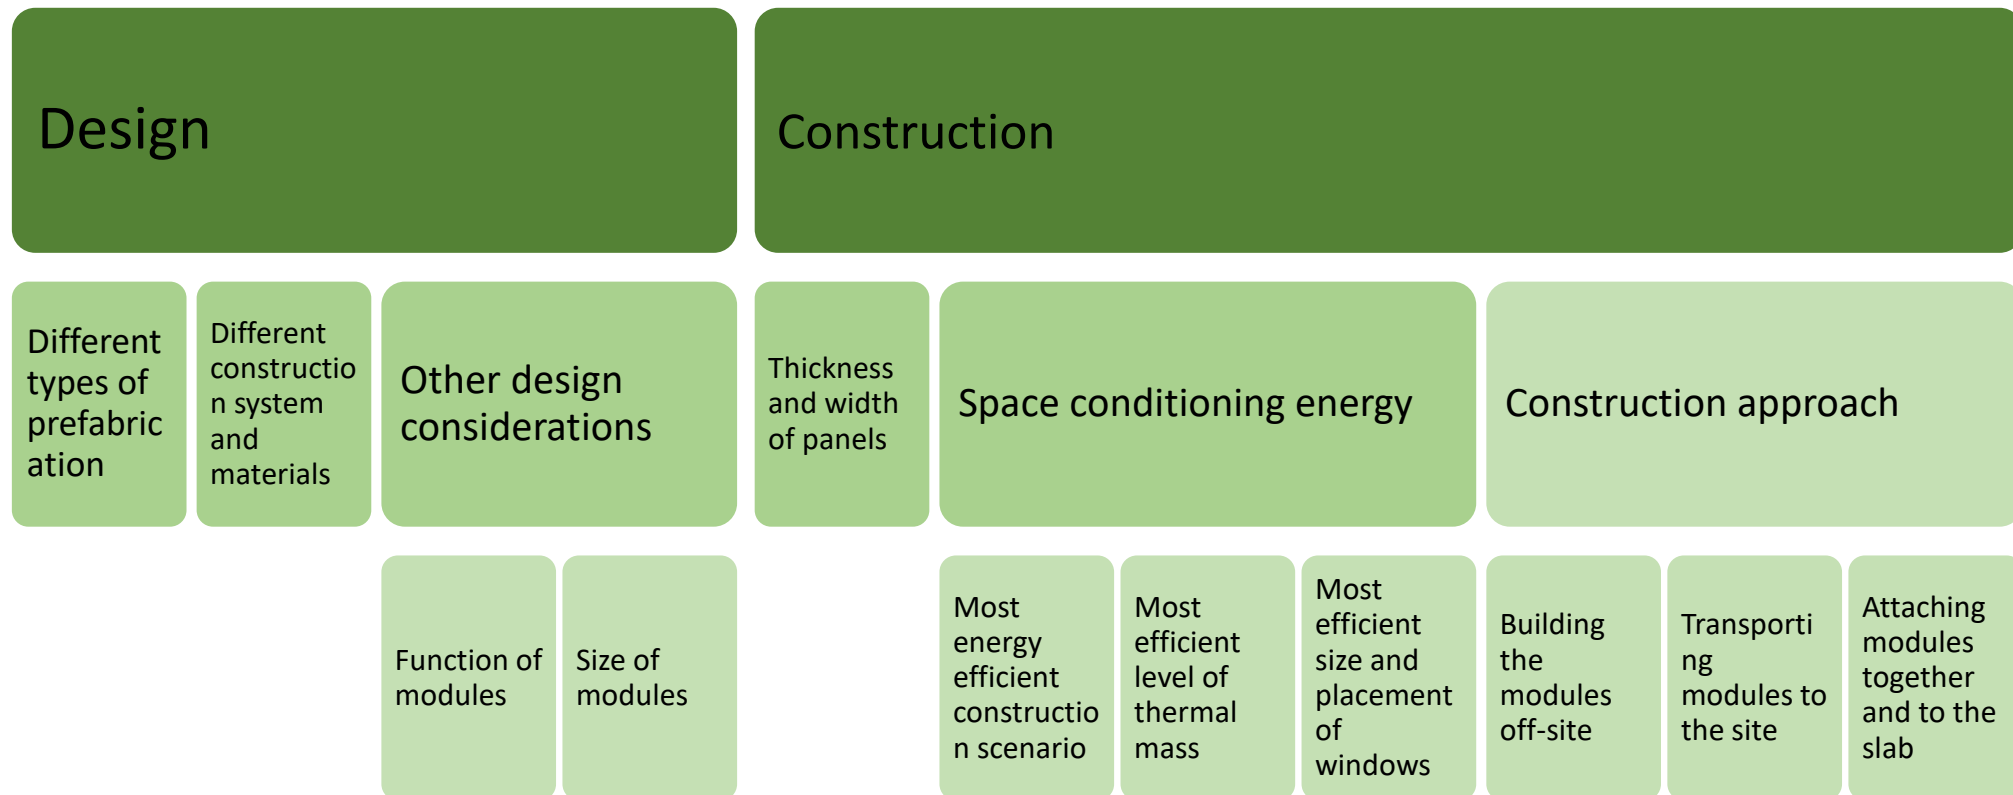 Design
Construction
Different
types of
prefabric
ation
Different
constructio
n system
and
materials
Other design
considerations
Thickness
and width
of panels
Space conditioning energy
Construction approach
Function of
modules
Size of
modules
Most
energy
efficient
constructio
n scenario
Most
efficient
level of
thermal
mass
Most
efficient
size and
placement
of
windows
Building
the
modules
off-site
Transporti
ng
modules to
the site
Attaching
modules
together
and to the
slab